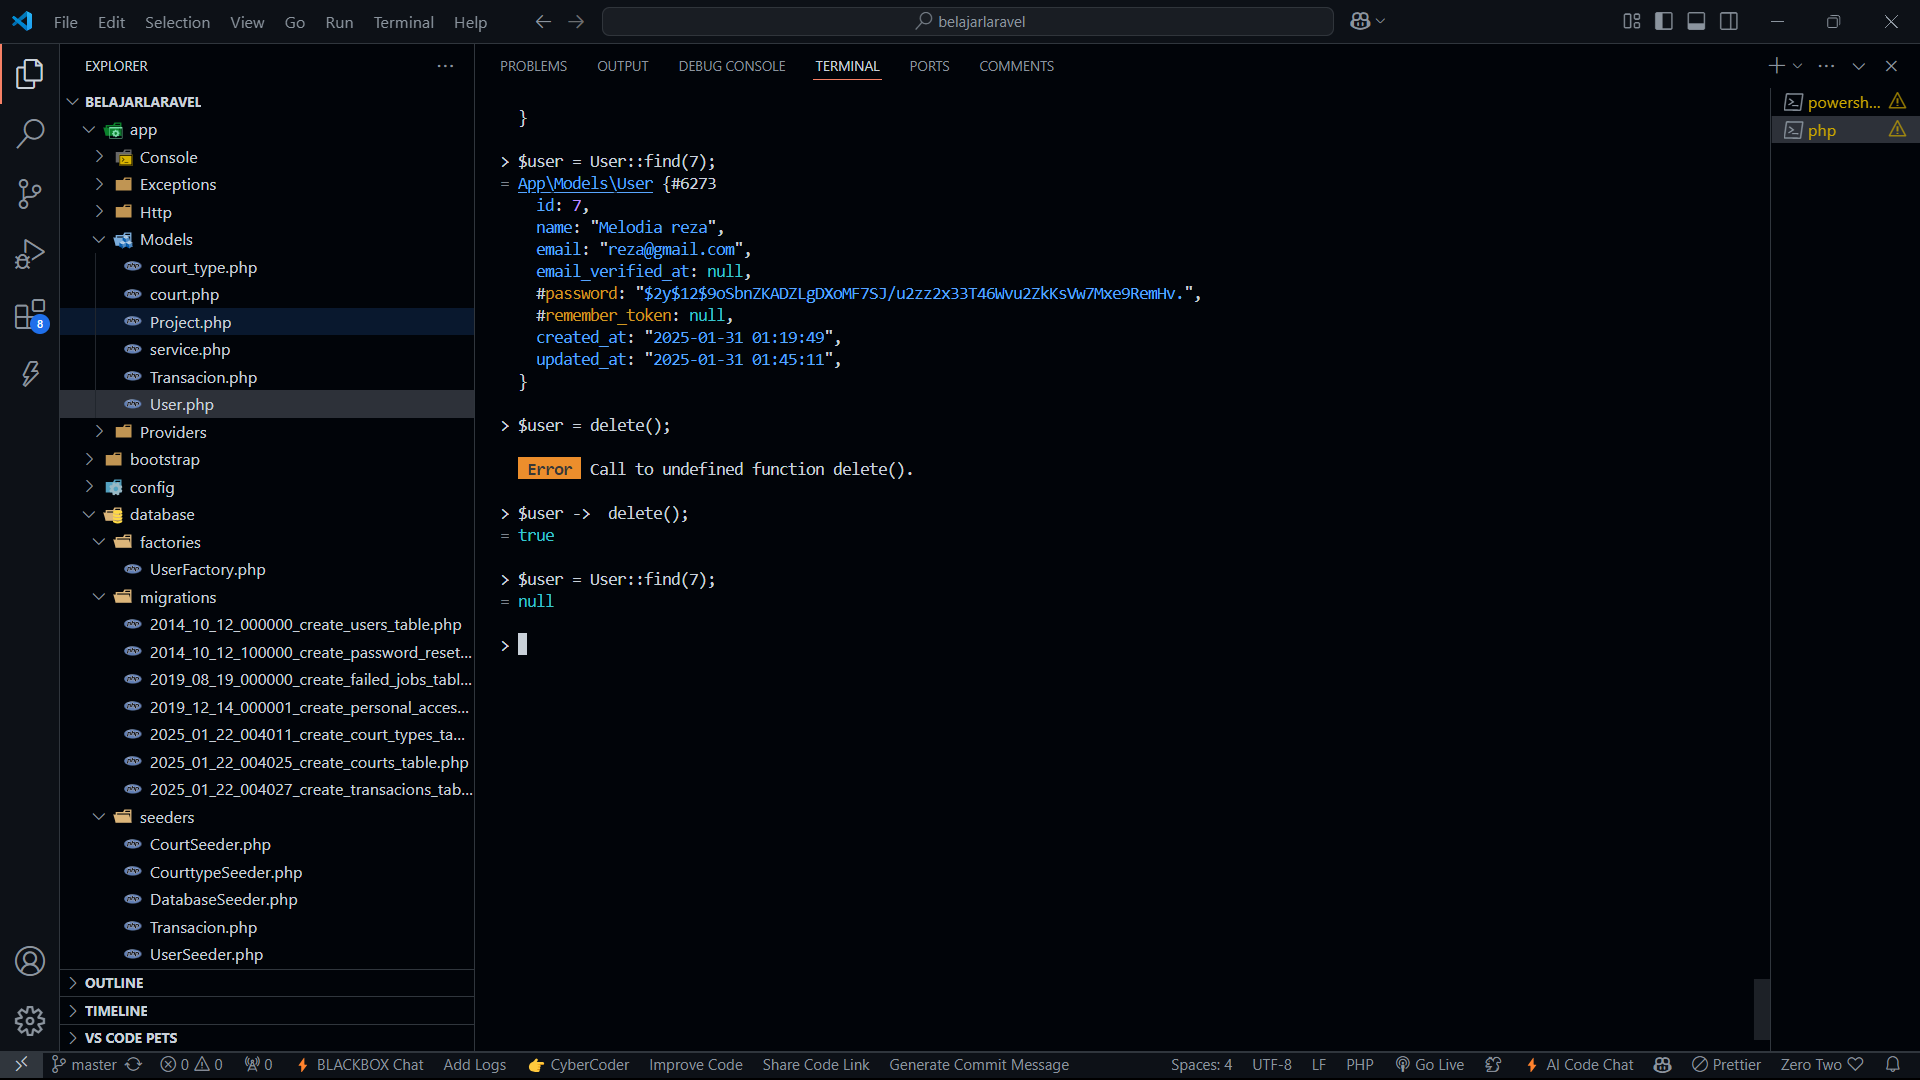 File Edit Selection View Go Run Terminal Help
belajarlaravel
EXPLORER
BELAJARLARAVEL
app
Console
Exceptions
Http
Models
court_type.php
court.php
Project.php
service.php
Transacion.php
User.php
Providers
bootstrap
config
database
factories
UserFactory.php
migrations
2014_10_12_000000_create_users_table.php
2014_10_12_100000_create_password_reset...
2019_08_19_000000_create_failed_jobs_tabl...
2019_12_14_000001_create_personal_acces...
2025_01_22_004011_create_court_types_ta...
2025_01_22_004025_create_courts_table.php
2025_01_22_004027_create_transacions_tab...
seeders
CourtSeeder.php
CourttypeSeeder.php
DatabaseSeeder.php
Transacion.php
UserSeeder.php
OUTLINE
TIMELINE
VS CODE PETS
8
PROBLEMS OUTPUT DEBUG CONSOLE TERMINAL PORTS COMMENTS
}
> $user = User::find(7);
= App\Models\User {#6273
id: 7,
name: "Melodia reza",
email: "reza@gmail.com",
email_verified_at: null,
#password: "$2y$12$9oSbnZKADZLgDXoMF7SJ/u2zz2x33T46Wvu2ZkKsVw7Mxe9RemHv.",
#remember_token: null,
created_at: "2025-01-31 01:19:49",
updated_at: "2025-01-31 01:45:11",
}
> $user = delete();
Error Call to undefined function delete().
> $user ->  delete();
= true
> $user = User::find(7);
= null
>
powersh...
php
master 0 0 0 BLACKBOX Chat Add Logs 👉 CyberCoder Improve Code Share Code Link Generate Commit Message Spaces: 4 UTF-8 LF PHP Go Live AI Code Chat Prettier Zero Two